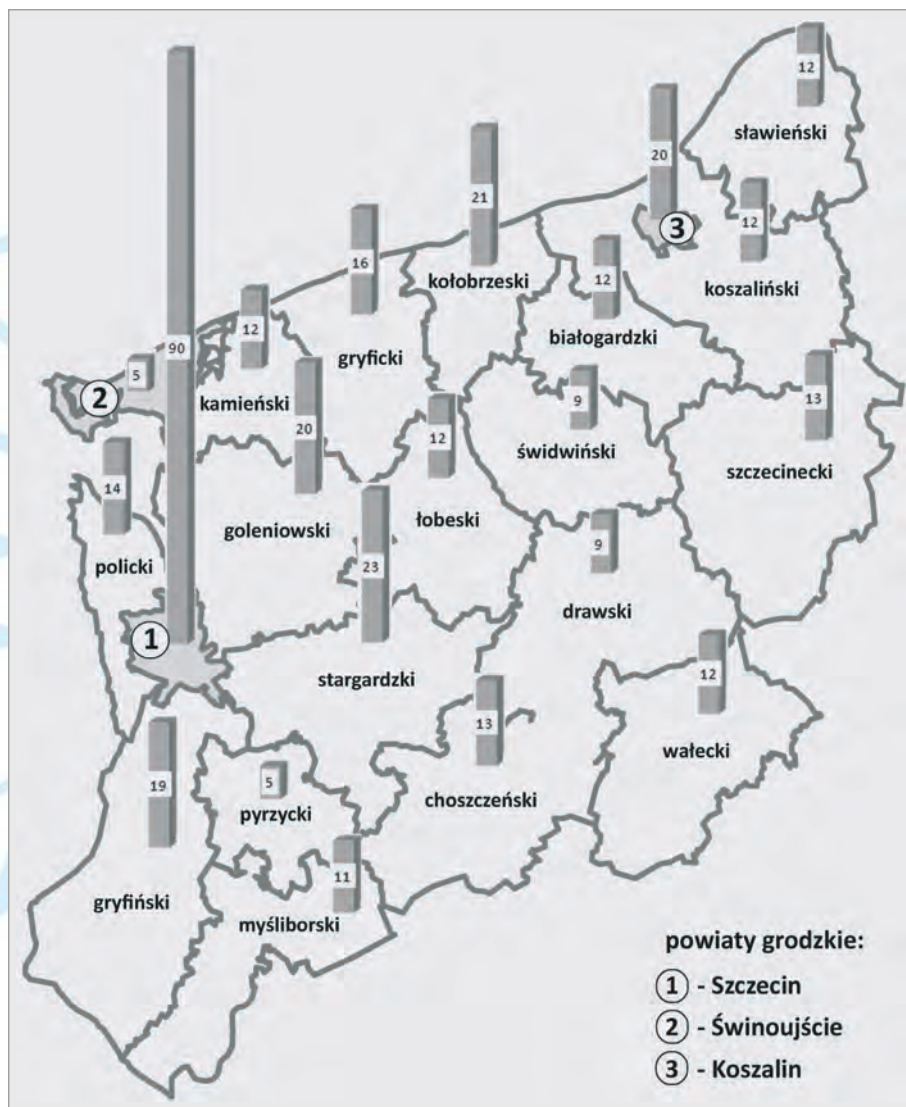 12
sławieński
20
21
12
3
16
kołobrzeski
12
koszaliński
12
białogardzki
90
gryficki
5
2
kamieński
20
12
9
13
świdwiński
szczecinecki
14
goleniowski
łobeski
policki
23
9
drawski
1
stargardzki
12
13
wałecki
19
5
choszczeński
pyrzycki
11
gryfiński
myśliborski
powiaty grodzkie:
1 - Szczecin
2 - Świnoujście
3 - Koszalin